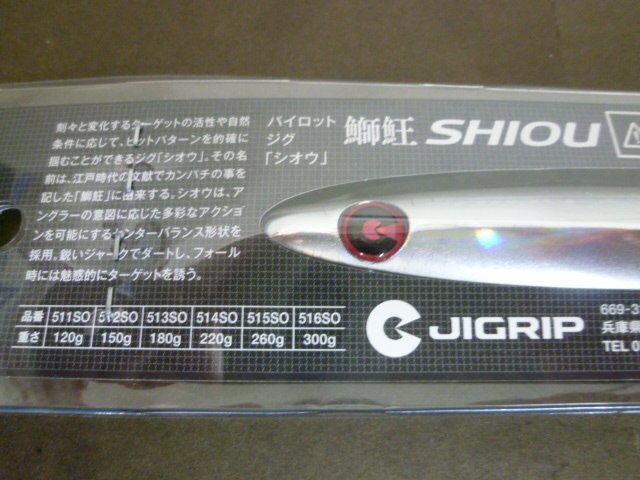 刻々と変化するターゲットの活性や自然
条件に応じて、ヒットパターンを的確に
掴むことができるジグ「シオウ」。その名
前は、江戸時代の文献でカンパチの事を
記した「鰤魟」に由来する。シオウは、ア
ングラーの意図に応じた多彩なアクショ
ンを可能にするセンターバランス形状を
採用。鋭いジャークでダートし、フォール
時には魅惑的にターゲットを誘う。
パイロット
ジグ
「シオウ」
SHIOU
品番 511SO 512SO 513SO 514SO 515SO 516SO
重さ 120g 150g 180g 220g 260g 300g
JIGRIP
669-3
兵庫
TEL 0